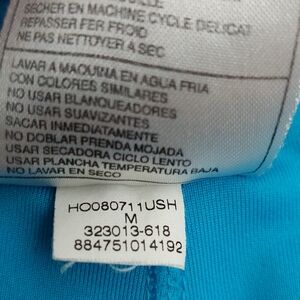 SECHER EN MACHINE CYCLE DELICAT
REPASSER FER FROID
NE PAS NETTOYER A SEC
LAVAR A MAQUINA EN AGUA FRIA
CON COLORES SIMILARES
NO USAR BLANQUEADORES
NO USAR SUAVIZANTES
SACAR INMEDIATAMENTE
NO DOBLAR PRENDA MOJADA
USAR SECADORA CICLO LENTO
USAR PLANCHA TEMPERATURA BAJA
NO LAVAR EN SECO
HO080711USH
M
323013-618
884751014192